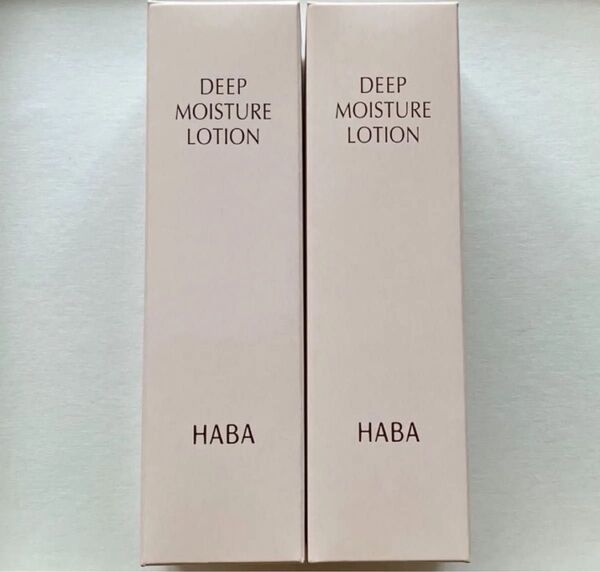 DEEP
MOISTURE
LOTION
HABA
DEEP
MOISTURE
LOTION
HABA